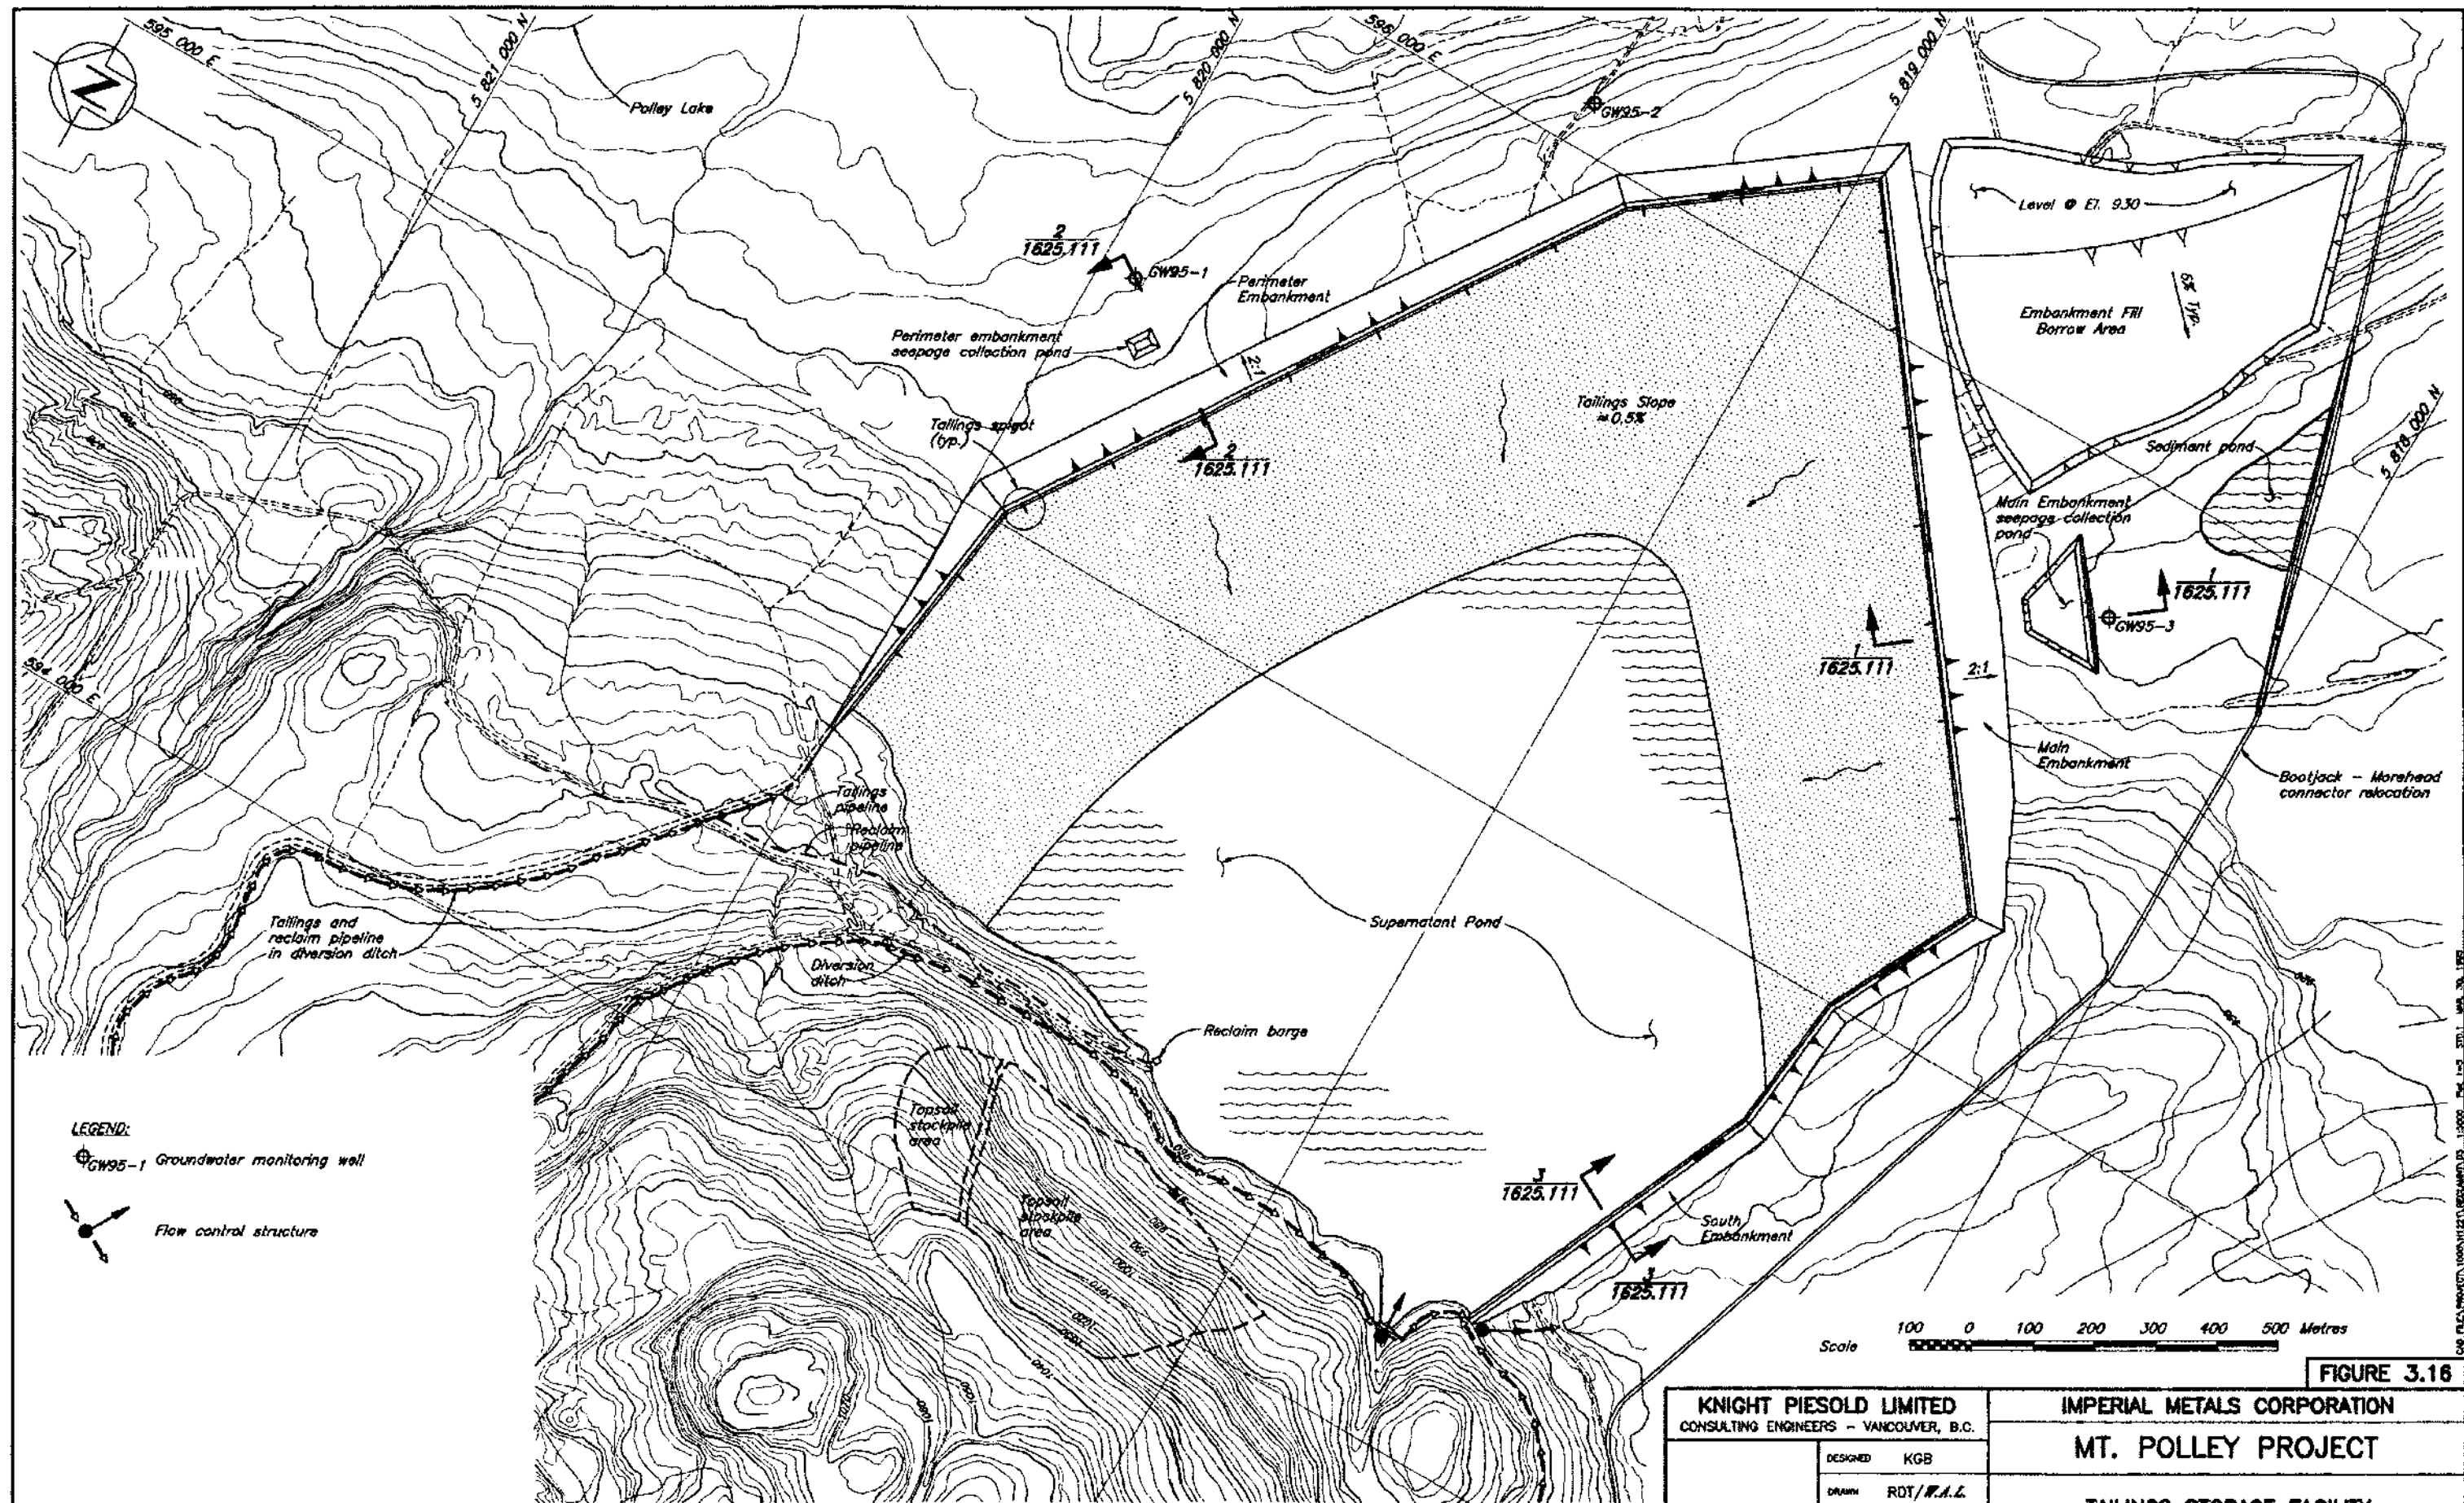 595 000 E
5 821 000 N
5 820 000 N
596 000 E
5 819 000 N
N
Polley Lake
GW95-2
Level @ El. 930
2
1625.111
GW95-1
Perimeter
Embankment
Embankment Fill
Borrow Area
6% Typ.
Perimeter embankment
seepage collection pond
2:1
Tailings Slope
≈0.5%
Tailings spigot
(typ.)
2
1625.111
Sediment pond
5 818 000 N
Main Embankment
seepage collection
pond
1
1625.111
GW95-3
1
1625.111
2:1
594 000 E
Main
Embankment
Bootjack - Morehead
connector relocation
Tailings
pipeline
Reclaim
pipeline
Tailings and
reclaim pipeline
in diversion ditch
Supernatant Pond
Diversion
ditch
Reclaim barge
Topsoil
stockpile
area
Topsoil
stockpile
area
LEGEND:
GW95-1 Groundwater monitoring well
Flow control structure
3
1625.111
South
Embankment
3
1625.111
Scale
100 0 100 200 300 400 500 Metres
FIGURE 3.16
KNIGHT PIESOLD LIMITED
CONSULTING ENGINEERS - VANCOUVER, B.C.
IMPERIAL METALS CORPORATION
MT. POLLEY PROJECT
DESIGNED KGB
DRAWN RDT/W.A.L.
TAILINGS STORAGE FACILITY